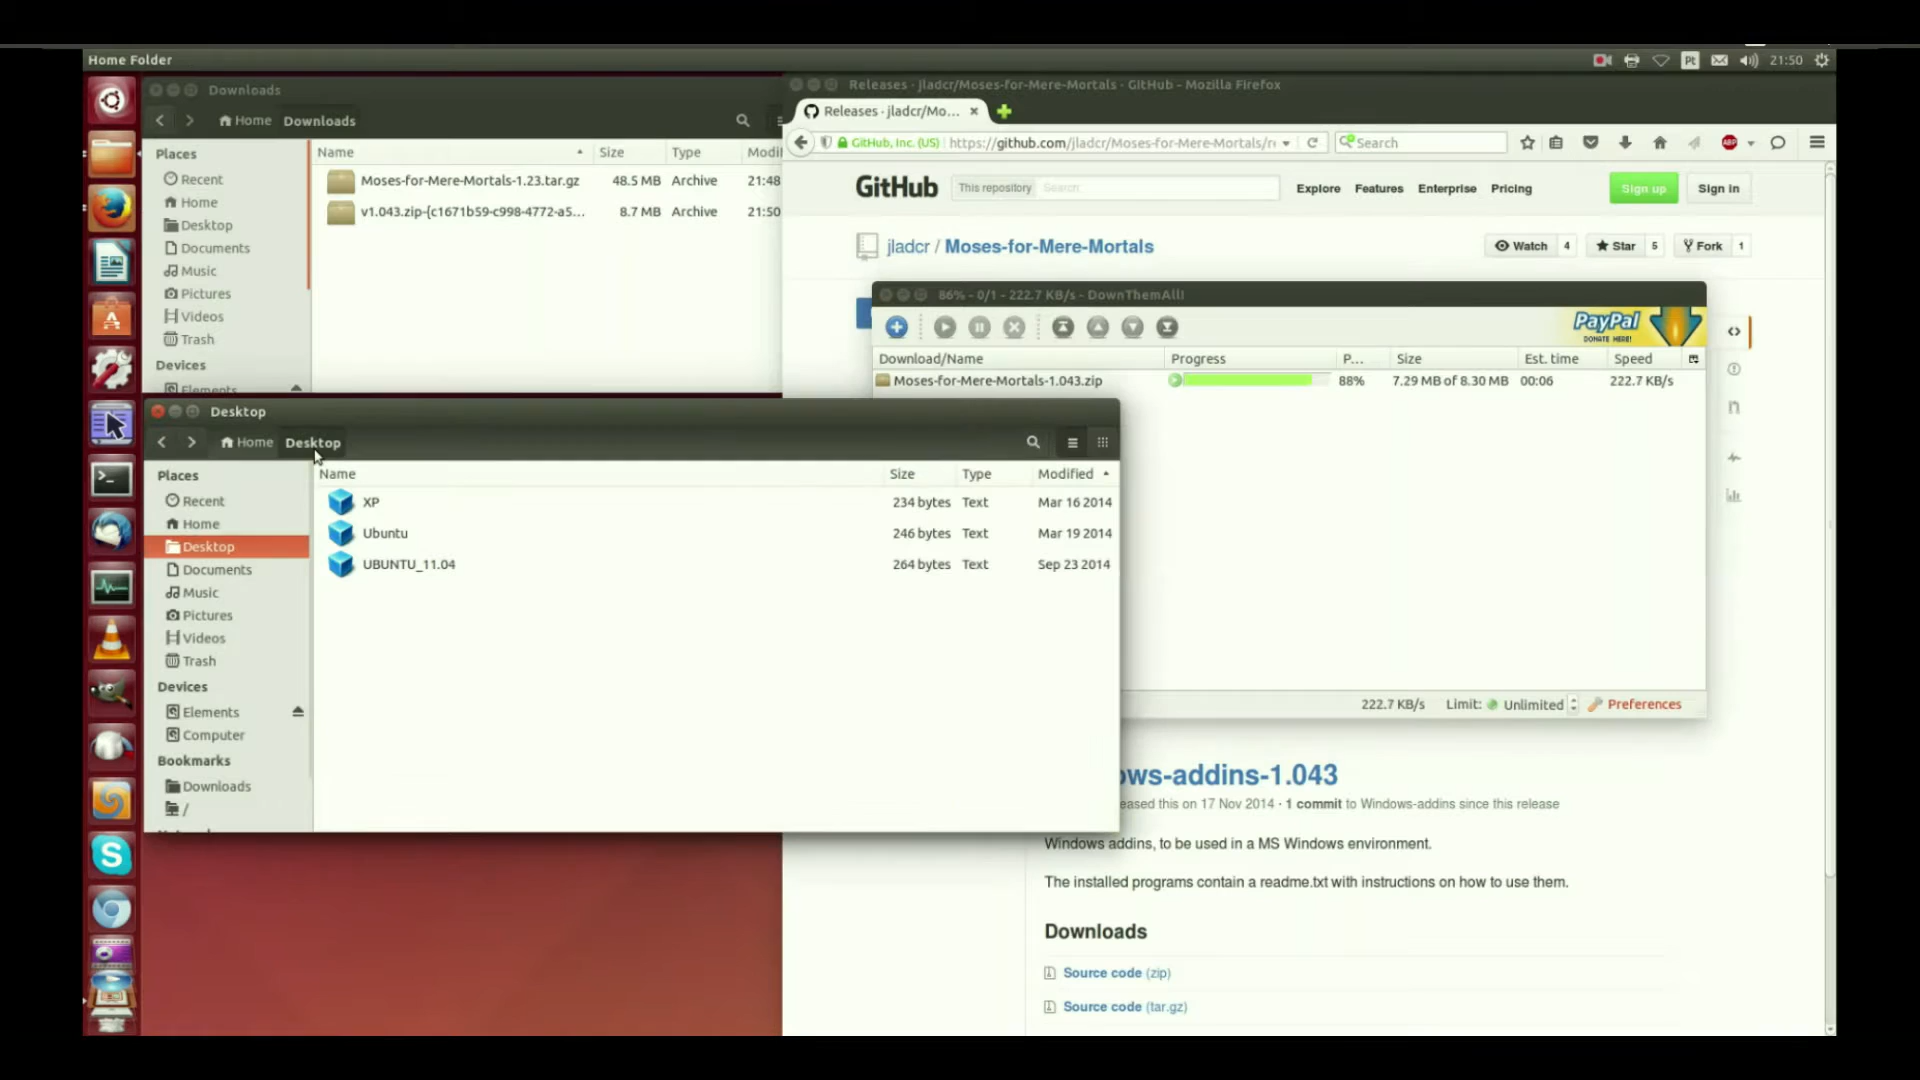 Home Folder
Pt
21:50
Downloads
Home Downloads
Places
Recent
Home
Desktop
Documents
Music
Pictures
Videos
Trash
Devices
Elements
Name Size Type
Moses-for-Mere-Mortals-1.23.tar.gz 48.5 MB Archive 21:48
v1.043.zip-{c1671b59-c998-4772-a5... 8.7 MB Archive 21:50
Releases · jladcr/Moses-for-Mere-Mortals · GitHub - Mozilla Firefox
Releases · jladcr/Mo...
GitHub, Inc. (US) https://github.com/jladcr/Moses-for-Mere-Mortals/r
Search
ABP
GitHub This repository Search Explore Features Enterprise Pricing Sign up Sign in
jladcr / Moses-for-Mere-Mortals Watch 4 Star 5 Fork 1
86% - 0/1 - 222.7 KB/s - DownThemAll!
PayPal
DONATE HERE!
Download/Name Progress P... Size Est. time Speed
Moses-for-Mere-Mortals-1.043.zip 88% 7.29 MB of 8.30 MB 00:06 222.7 KB/s
222.7 KB/s Limit: Unlimited Preferences
Desktop
Home Desktop
Places
Recent
Home
Desktop
Documents
Music
Pictures
Videos
Trash
Devices
Elements
Computer
Bookmarks
Downloads
/
Name Size Type Modified
XP 234 bytes Text Mar 16 2014
Ubuntu 246 bytes Text Mar 19 2014
UBUNTU_11.04 264 bytes Text Sep 23 2014
ows-addins-1.043
eased this on 17 Nov 2014 · 1 commit to Windows-addins since this release
Windows addins, to be used in a MS Windows environment.
The installed programs contain a readme.txt with instructions on how to use them.
Downloads
Source code (zip)
Source code (tar.gz)